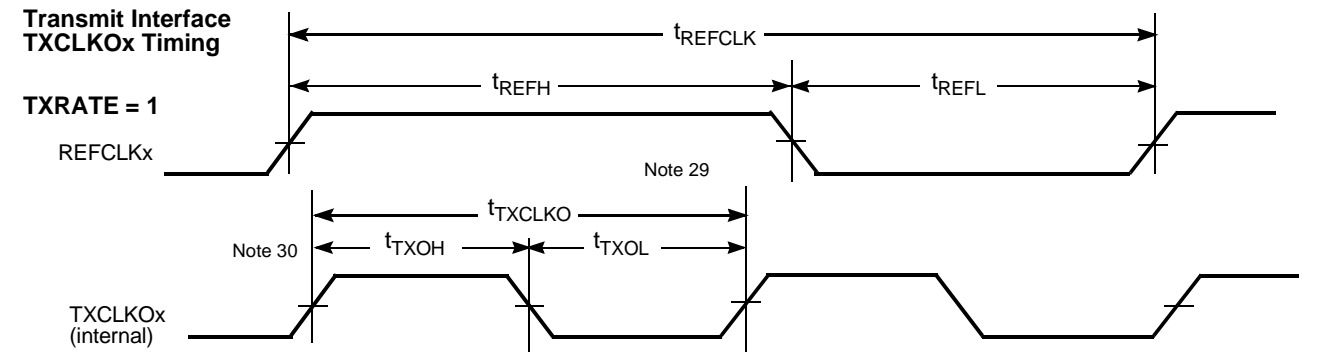 Transmit Interface
TXCLKOx Timing
tREFCLK
tREFH
tREFL
TXRATE = 1
REFCLKx
Note 29
tTXCLKO
Note 30
tTXOH
tTXOL
TXCLKOx
(internal)